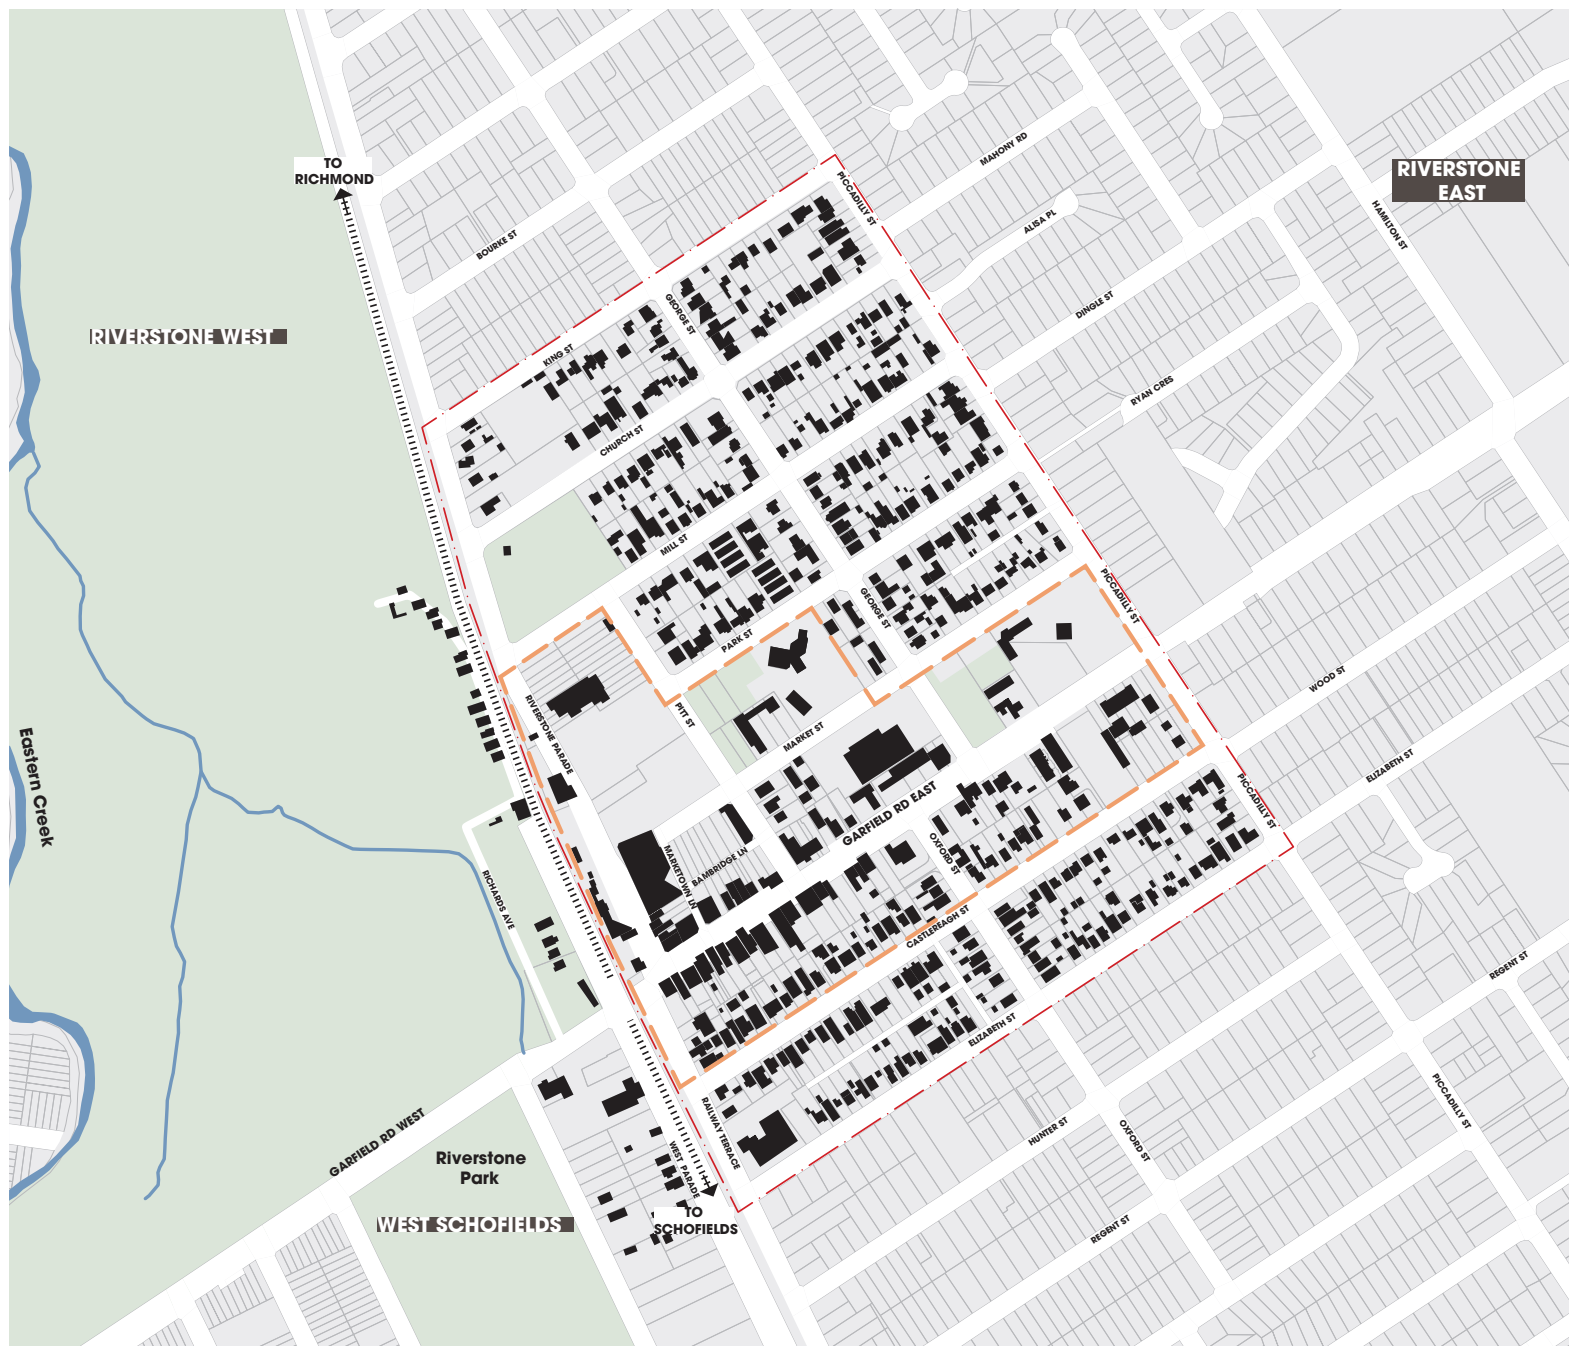 TO
RICHMOND
PICCADILLY ST
MAHONY RD
RIVERSTONE
EAST
HAMILTON ST
ALISA PL
BOURKE ST
DINGLE ST
GEORGE ST
RIVERSTONE WEST
KING ST
RYAN CRES
CHURCH ST
MILL ST
GEORGE ST
PICCADILLY ST
PARK ST
WOOD ST
RIVERSTONE PARADE
PITT ST
MARKET ST
Eastern Creek
ELIZABETH ST
PICCADILLY ST
GARFIELD RD EAST
OXFORD ST
MARKETOWN LN
BAMBRIDGE LN
RICHARDS AVE
CASTLEREAGH ST
REGENT ST
ELIZABETH ST
GARFIELD RD WEST
RAILWAY TERRACE
WEST PARADE
HUNTER ST
OXFORD ST
PICCADILLY ST
Riverstone
Park
WEST SCHOFIELDS
TO
SCHOFIELDS
REGENT ST